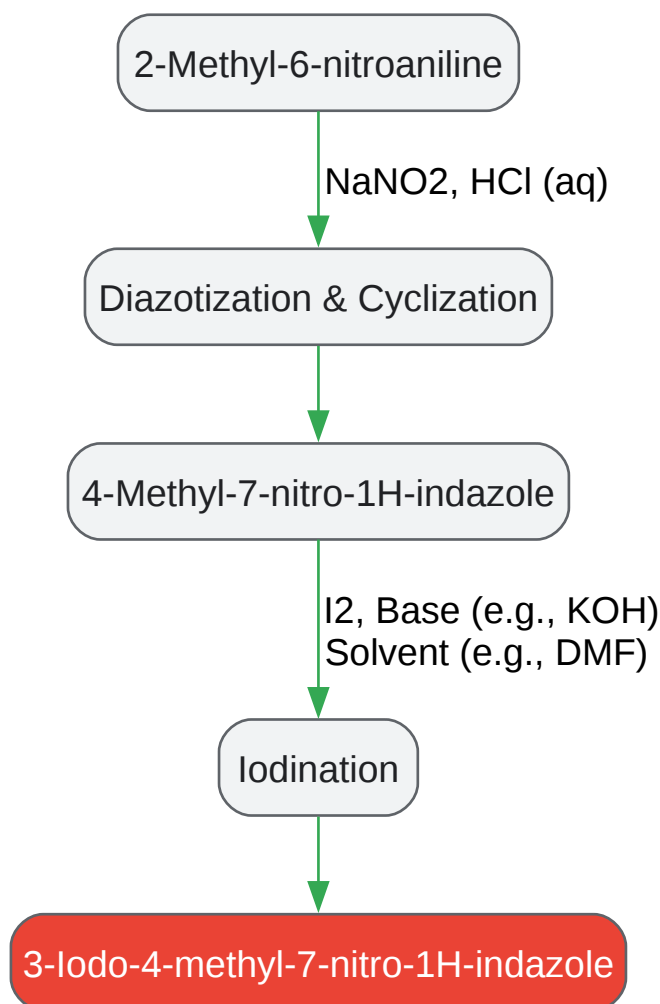 2-Methyl-6-nitroaniline
NaNO2, HCl (aq)
Diazotization & Cyclization
4-Methyl-7-nitro-1H-indazole
I2, Base (e.g., KOH)
Solvent (e.g., DMF)
Iodination
3-Iodo-4-methyl-7-nitro-1H-indazole